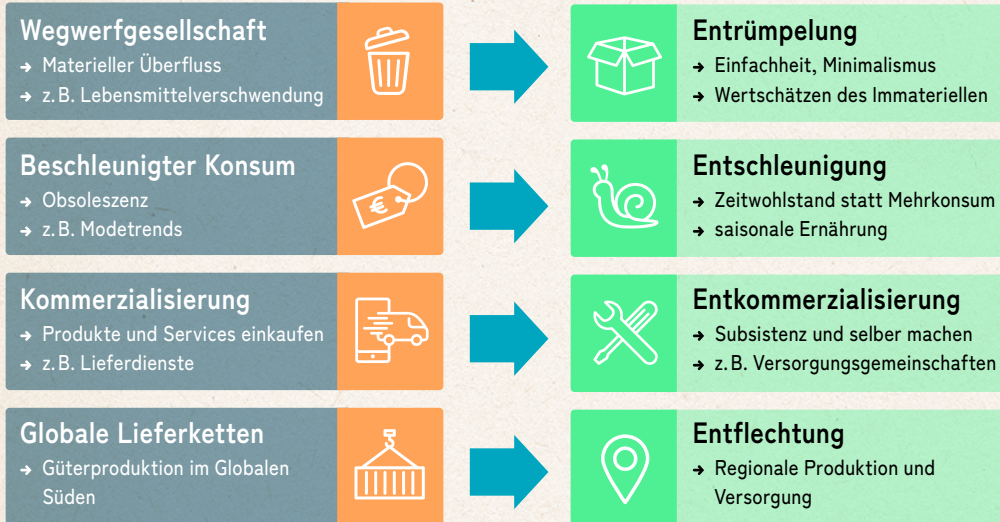 Wegwerfgesellschaft
→ Materieller Überfluss
→ z. B. Lebensmittelverschwendung
Entrümpelung
→ Einfachheit, Minimalismus
→ Wertschätzen des Immateriellen
Beschleunigter Konsum
→ Obsoleszenz
→ z. B. Modetrends
€
Entschleunigung
→ Zeitwohlstand statt Mehrkonsum
→ saisonale Ernährung
Kommerzialisierung
→ Produkte und Services einkaufen
→ z. B. Lieferdienste
Entkommerzialisierung
→ Subsistenz und selber machen
→ z. B. Versorgungsgemeinschaften
Globale Lieferketten
→ Güterproduktion im Globalen
Süden
Entflechtung
→ Regionale Produktion und
Versorgung